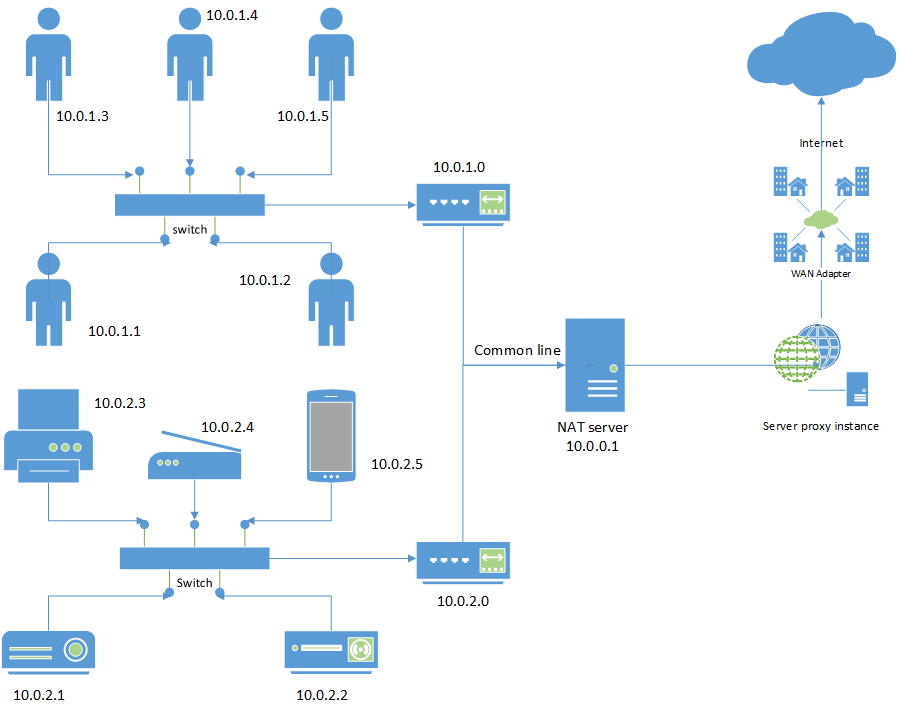 10.0.1.4
10.0.1.3
10.0.1.5
10.0.1.0
switch
10.0.1.2
10.0.1.1
Internet
WAN Adapter
Common line
NAT server
10.0.0.1
Server proxy instance
10.0.2.3
10.0.2.4
10.0.2.5
Switch
10.0.2.0
10.0.2.1
10.0.2.2